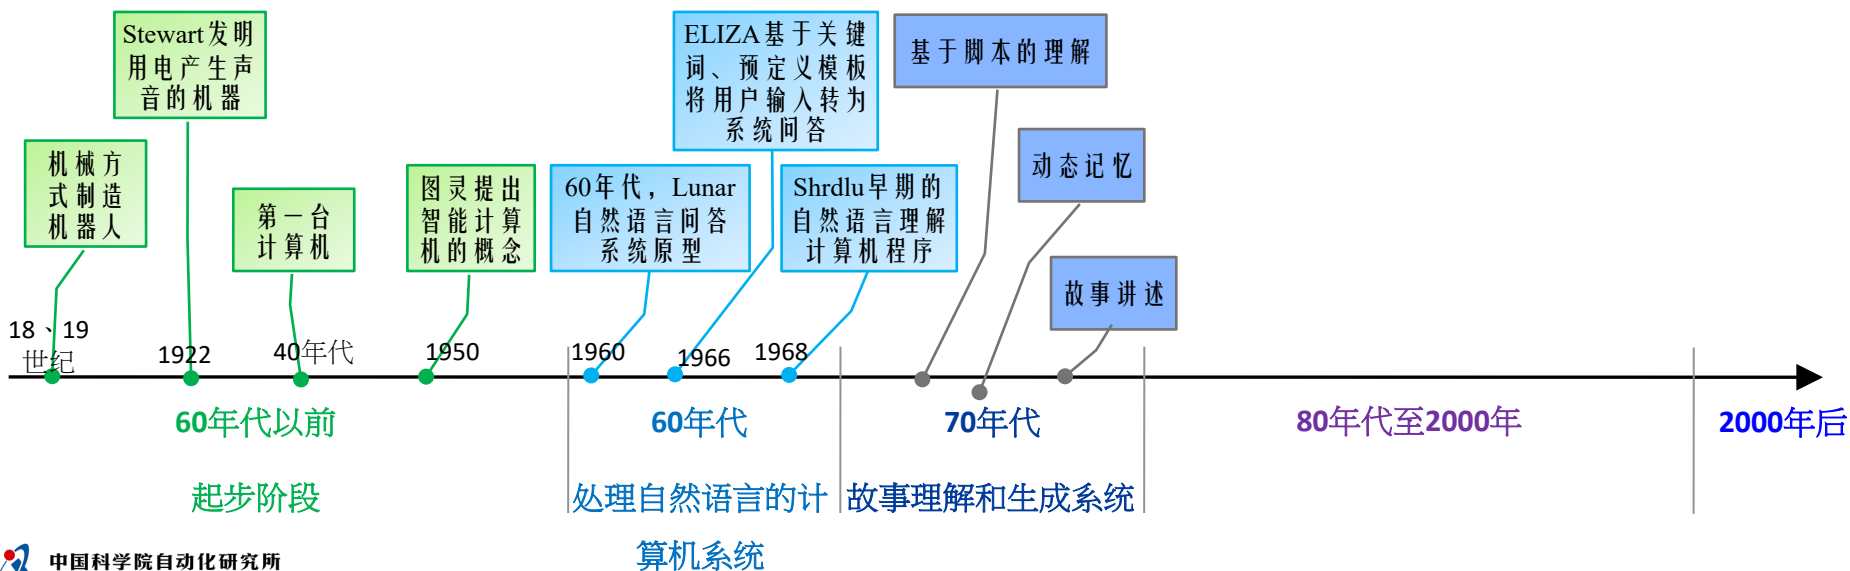 Stewart发明
用电产生声
音的机器
ELIZA基于关键
词、预定义模板
将用户输入转为
系统问答
基于脚本的理解
机械方
式制造
机器人
第一台
计算机
图灵提出
智能计算
机的概念
60年代，Lunar
自然语言问答
系统原型
Shrdlu早期的
自然语言理解
计算机程序
动态记忆
故事讲述
18、19
世纪
1922
40年代
1950
1960
1966
1968
60年代以前
60年代
70年代
80年代至2000年
2000年后
起步阶段
处理自然语言的计
算机系统
故事理解和生成系统
中国科学院自动化研究所